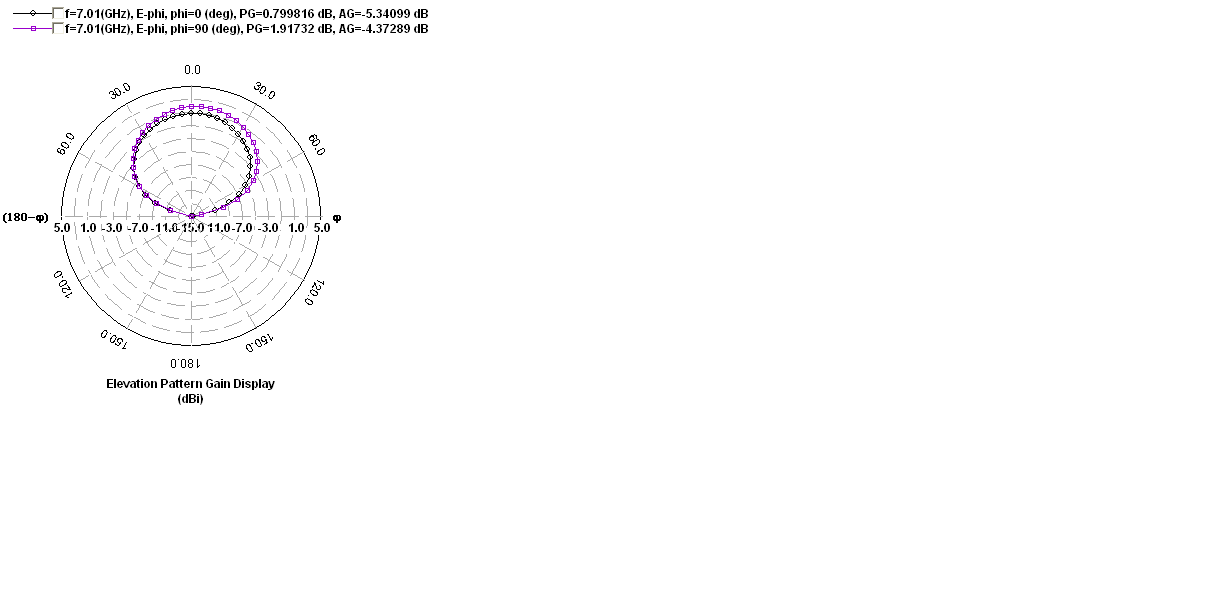 f=7.01(GHz), E-phi, phi=0 (deg), PG=0.799816 dB, AG=-5.34099 dB
f=7.01(GHz), E-phi, phi=90 (deg), PG=1.91732 dB, AG=-4.37289 dB
0.0
30.0 30.0
60.0 60.0
(180-φ) φ
5.0 1.0 -3.0 -7.0 -11.0 -15.0 -11.0 -7.0 -3.0 1.0 5.0
120.0 120.0
150.0 150.0
180.0
Elevation Pattern Gain Display
(dBi)